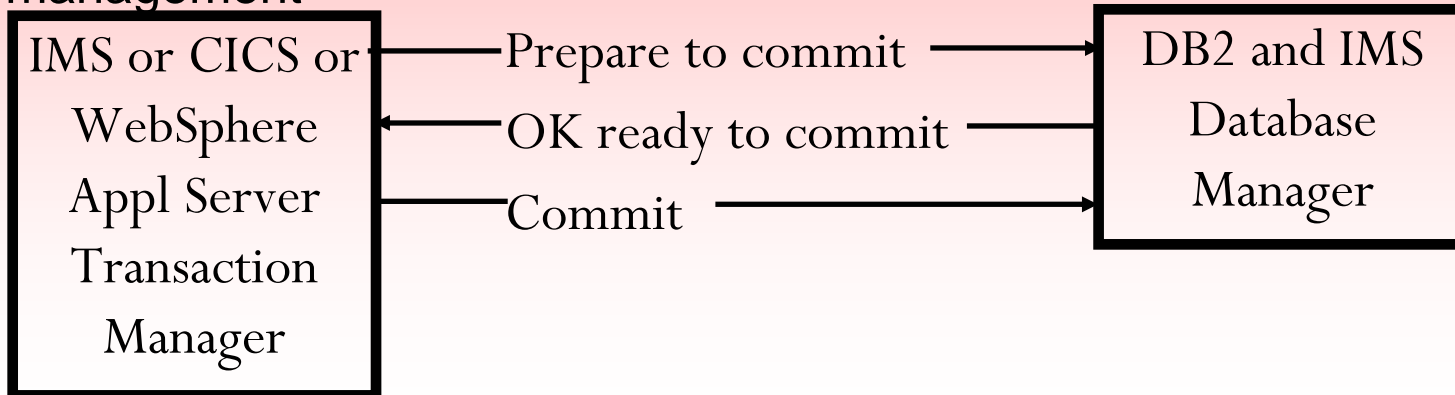 management
IMS or CICS or
WebSphere
Appl Server
Transaction
Manager
Prepare to commit
OK ready to commit
Commit
DB2 and IMS
Database
Manager